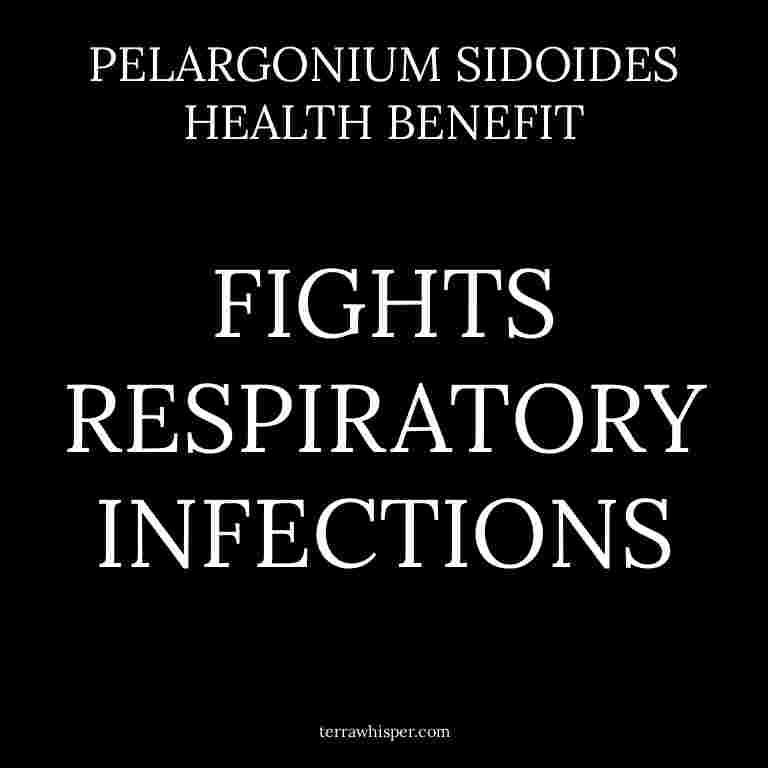 PELARGONIUM SIDOIDES
HEALTH BENEFIT
FIGHTS
RESPIRATORY
INFECTIONS
terrawhisper.com